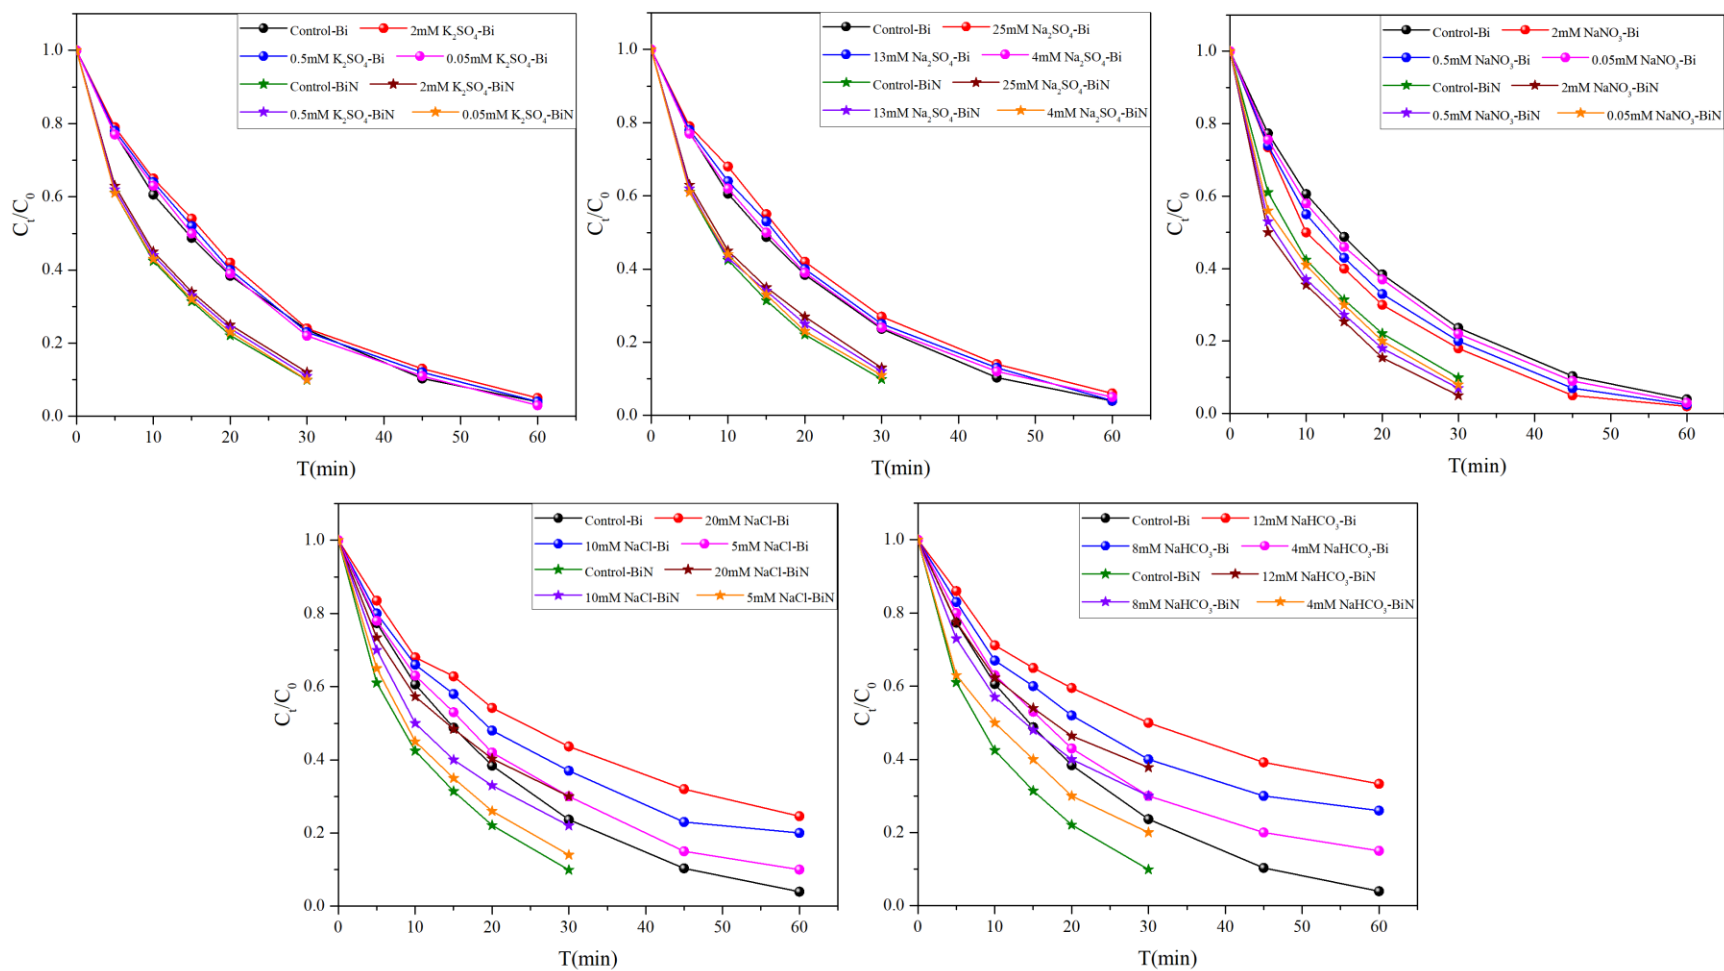 Control-Bi 2mM K₂SO₄-Bi
0.5mM K₂SO₄-Bi 0.05mM K₂SO₄-Bi
Control-BiN 2mM K₂SO₄-BiN
0.5mM K₂SO₄-BiN 0.05mM K₂SO₄-BiN
1.0
0.8
0.6
0.4
0.2
0.0
Cₜ/C₀
0 10 20 30 40 50 60
T(min)
Control-Bi 25mM Na₂SO₄-Bi
13mM Na₂SO₄-Bi 4mM Na₂SO₄-Bi
Control-BiN 25mM Na₂SO₄-BiN
13mM Na₂SO₄-BiN 4mM Na₂SO₄-BiN
1.0
0.8
0.6
0.4
0.2
0.0
Cₜ/C₀
0 10 20 30 40 50 60
T(min)
Control-Bi 2mM NaNO₃-Bi
0.5mM NaNO₃-Bi 0.05mM NaNO₃-Bi
Control-BiN 2mM NaNO₃-BiN
0.5mM NaNO₃-BiN 0.05mM NaNO₃-BiN
1.0
0.8
0.6
0.4
0.2
0.0
Cₜ/C₀
0 10 20 30 40 50 60
T(min)
Control-Bi 20mM NaCl-Bi
10mM NaCl-Bi 5mM NaCl-Bi
Control-BiN 20mM NaCl-BiN
10mM NaCl-BiN 5mM NaCl-BiN
1.0
0.8
0.6
0.4
0.2
0.0
Cₜ/C₀
0 10 20 30 40 50 60
T(min)
Control-Bi 12mM NaHCO₃-Bi
8mM NaHCO₃-Bi 4mM NaHCO₃-Bi
Control-BiN 12mM NaHCO₃-BiN
8mM NaHCO₃-BiN 4mM NaHCO₃-BiN
1.0
0.8
0.6
0.4
0.2
0.0
Cₜ/C₀
0 10 20 30 40 50 60
T(min)